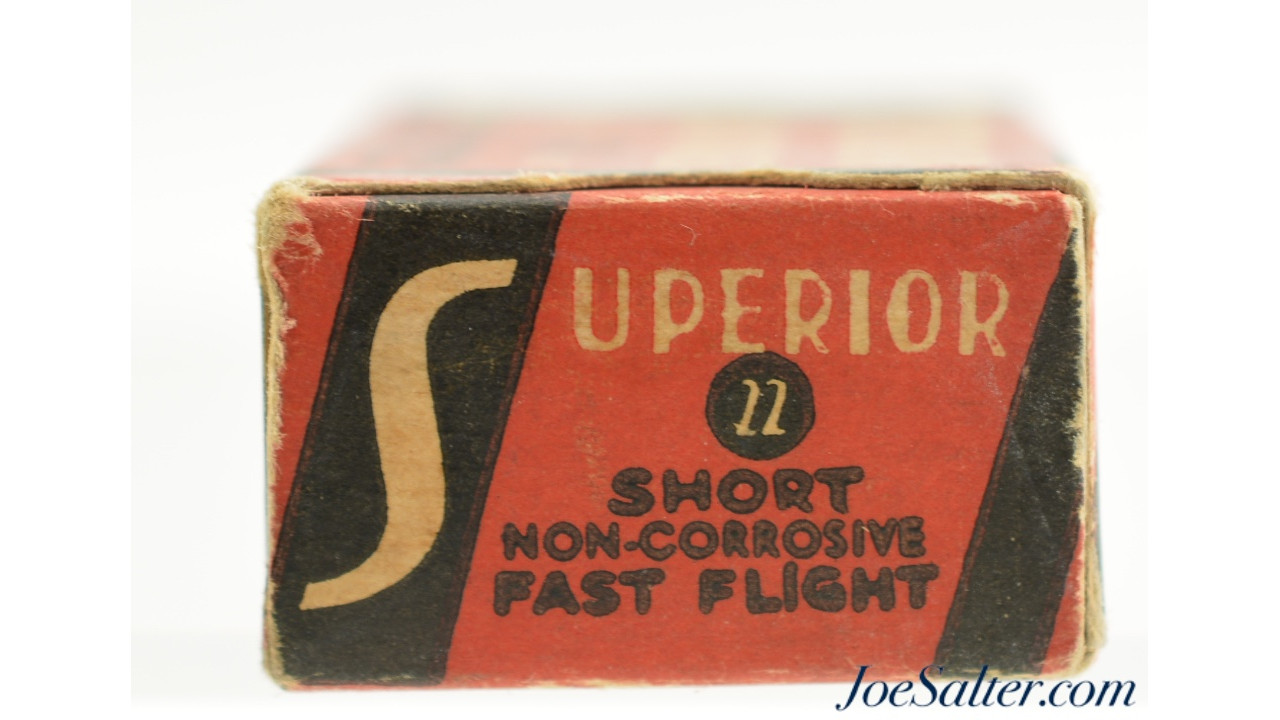 SUPERIOR
22
SHORT
NON-CORROSIVE
FAST FLIGHT
JoeSalter.com